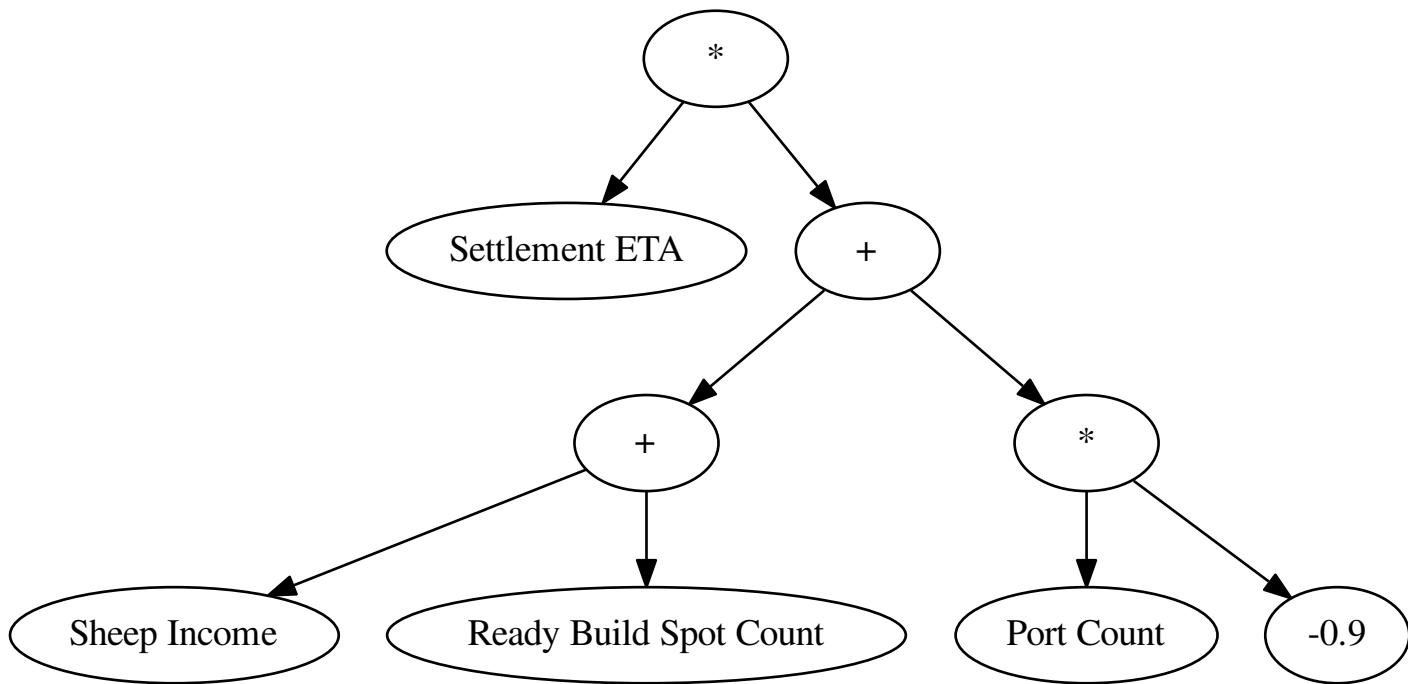 *
Settlement ETA
+
+
*
Sheep Income
Ready Build Spot Count
Port Count
-0.9